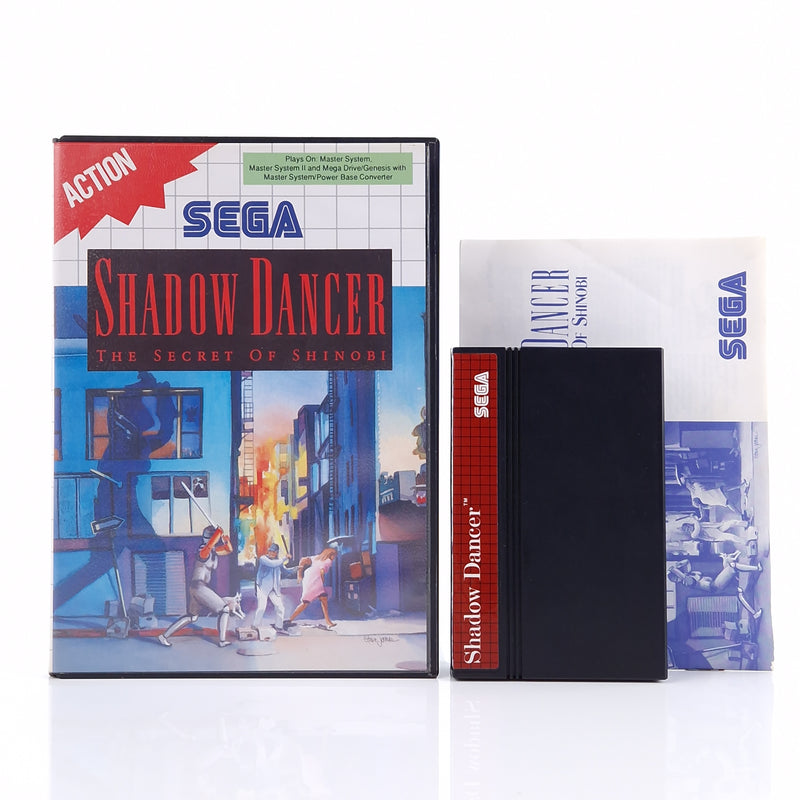 ACTION
Plays On: Master System,
Master System II and Mega Drive/Genesis with
Master System/Power Base Converter
SEGA
SHADOW DANCER
THE SECRET OF SHINOBI
SEGA
Shadow Dancer™
DANCER
OF SHINOBI
SEGA